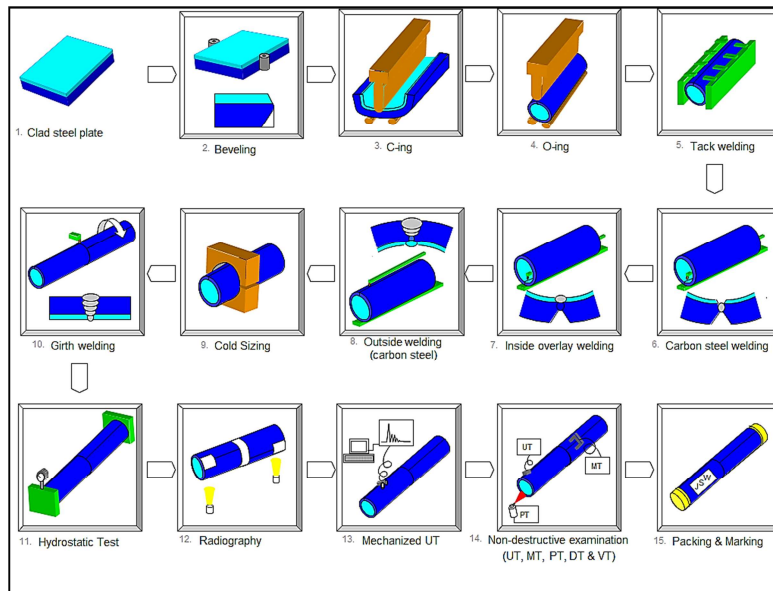 1. Clad steel plate
2. Beveling
3. C-ing
4. O-ing
5. Tack welding
10. Girth welding
9. Cold Sizing
8. Outside welding
(carbon steel)
7. Inside overlay welding
6. Carbon steel welding
UT
MT
PT
JSW
11. Hydrostatic Test
12. Radiography
13. Mechanized UT
14. Non-destructive examination
(UT, MT, PT, DT & VT)
15. Packing & Marking